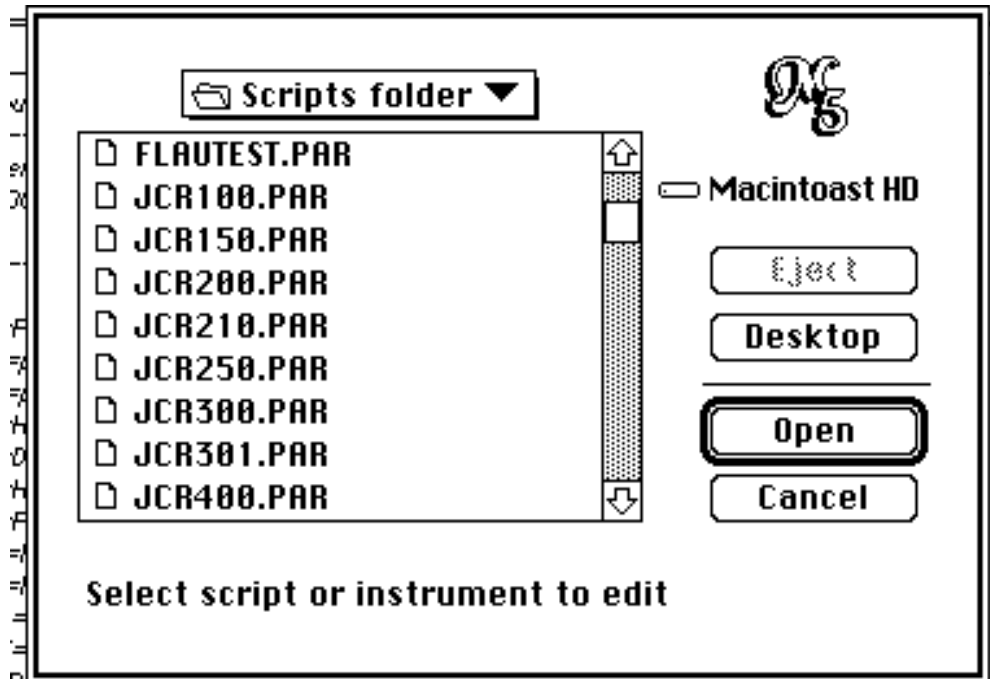 Scripts folder
FLAUTEST.PAR
JCR100.PAR
JCR150.PAR
JCR200.PAR
JCR210.PAR
JCR250.PAR
JCR300.PAR
JCR301.PAR
JCR400.PAR
M5
Macintoast HD
Eject
Desktop
Open
Cancel
Select script or instrument to edit